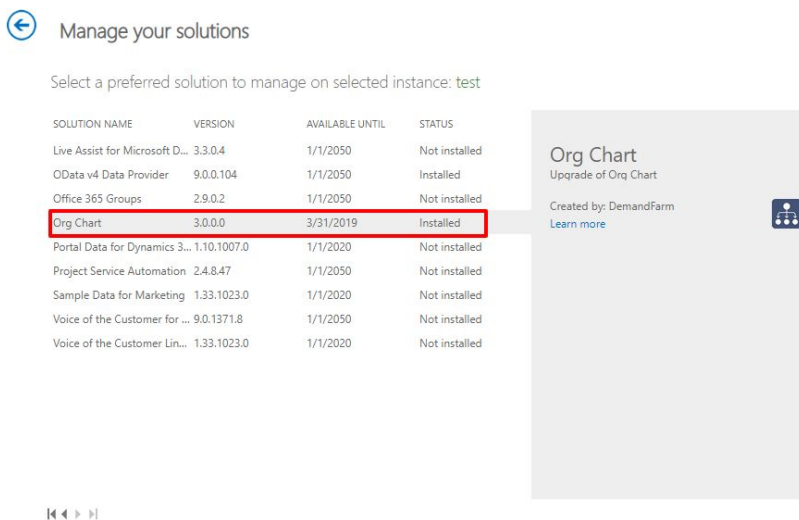 Manage your solutions
Select a preferred solution to manage on selected instance: test
SOLUTION NAME VERSION AVAILABLE UNTIL STATUS
Live Assist for Microsoft D... 3.3.0.4 1/1/2050 Not installed
OData v4 Data Provider 9.0.0.104 1/1/2050 Installed
Office 365 Groups 2.9.0.2 1/1/2050 Not installed
Org Chart 3.0.0.0 3/31/2019 Installed
Portal Data for Dynamics 3... 1.10.1007.0 1/1/2020 Not installed
Project Service Automation 2.4.8.47 1/1/2050 Not installed
Sample Data for Marketing 1.33.1023.0 1/1/2020 Not installed
Voice of the Customer for ... 9.0.1371.8 1/1/2050 Not installed
Voice of the Customer Lin... 1.33.1023.0 1/1/2020 Not installed
Org Chart
Upgrade of Org Chart
Created by: DemandFarm
Learn more